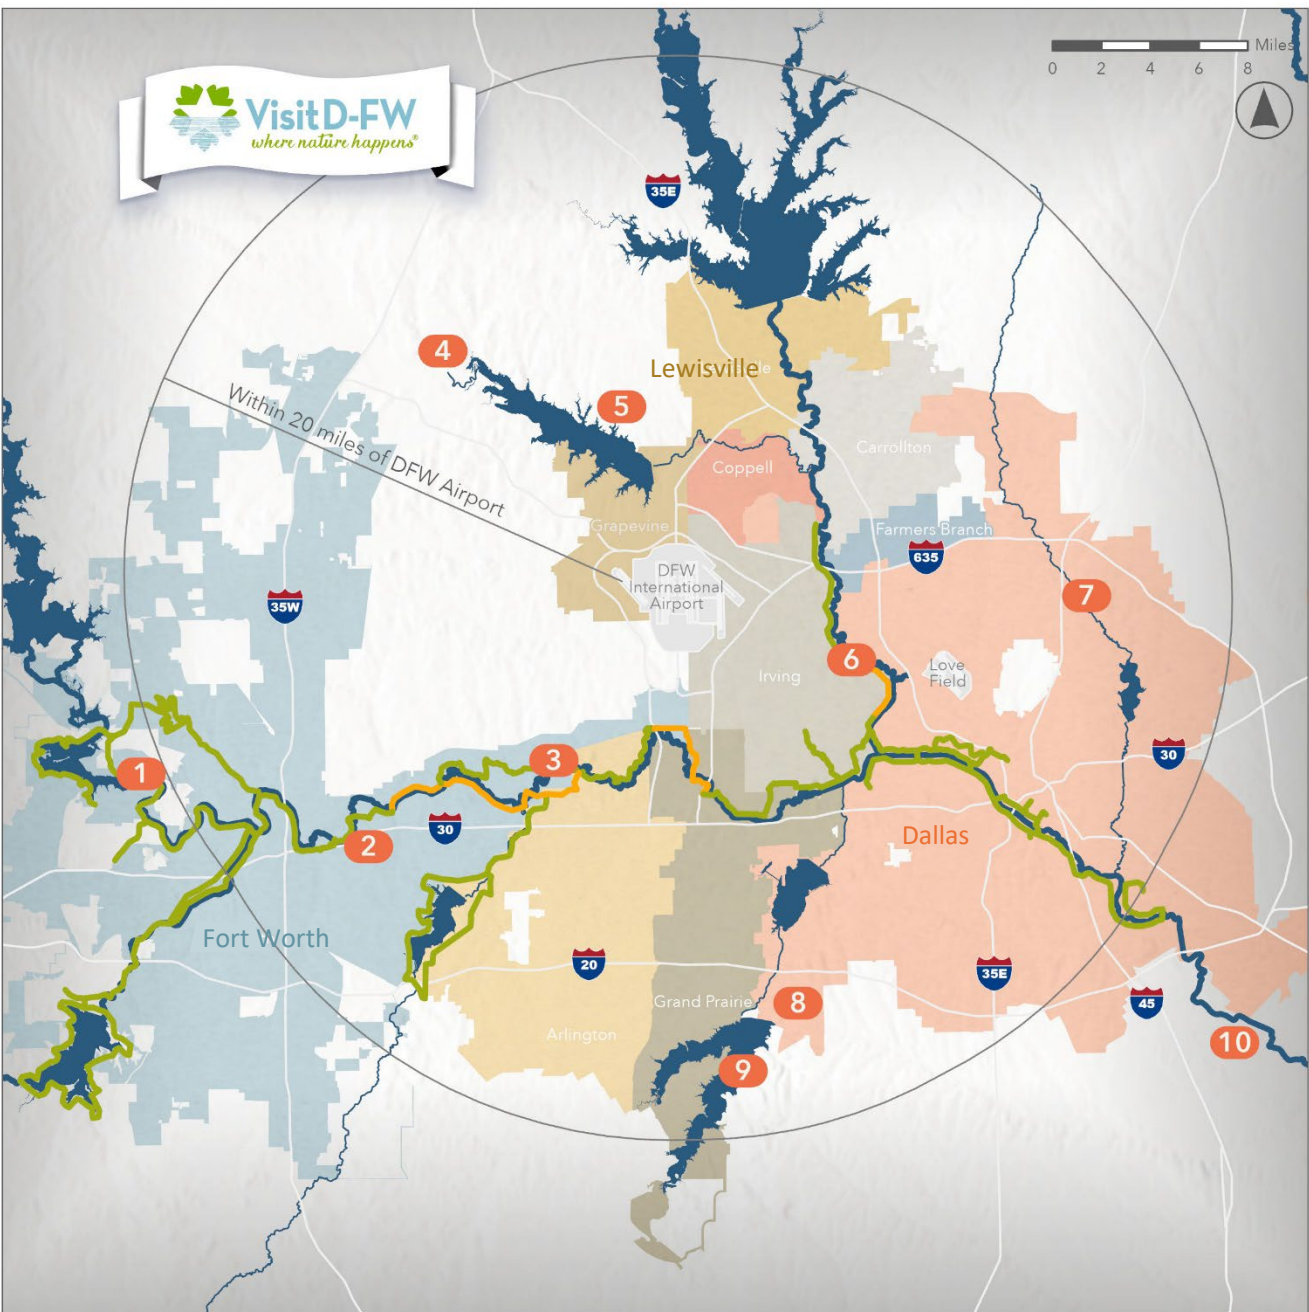 VisitD-FW
where nature happens®
Miles
0 2 4 6 8
35E
4
Lewisville
5
Within 20 miles of DFW Airport
Carrollton
Coppell
Grapevine
Farmers Branch
635
DFW
International
Airport
35W
7
6
Love
Field
Irving
30
3
1
30
2
Dallas
Fort Worth
20
35E
Grand Prairie
8
45
Arlington
10
9